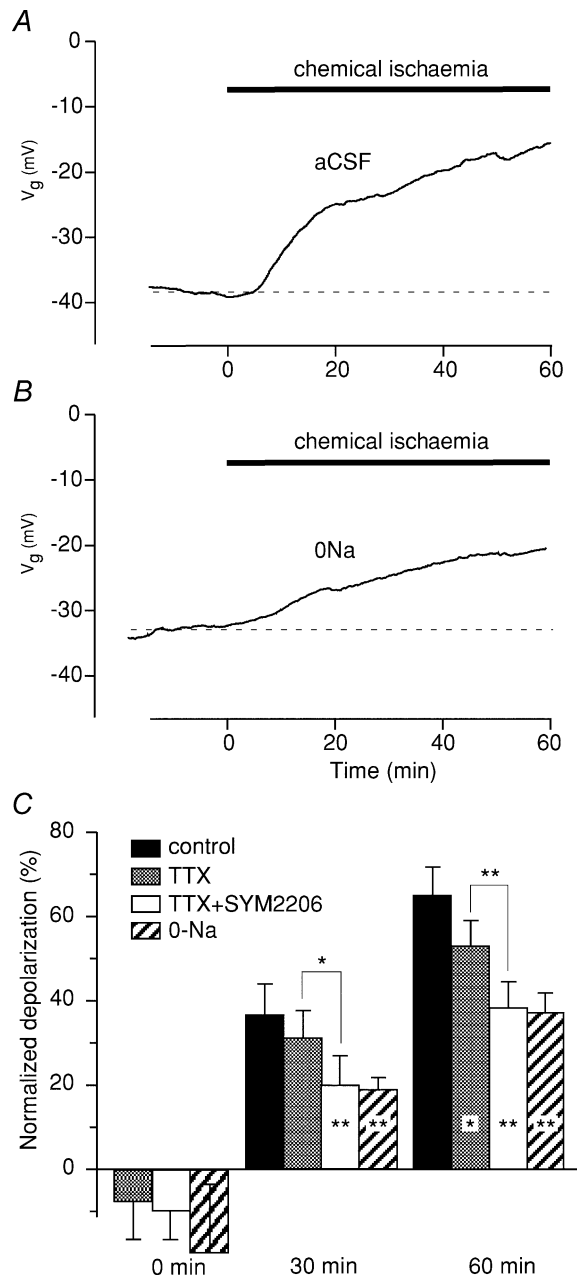 A
0
-10
-20
-30
-40
Vg (mV)
chemical ischaemia
aCSF
0 20 40 60
B
0
-10
-20
-30
-40
Vg (mV)
chemical ischaemia
0Na
0 20 40 60
Time (min)
C
80
60
40
20
0
Normalized depolarization (%)
control
TTX
TTX+SYM2206
0-Na
*
**
** **
* ** **
0 min 30 min 60 min